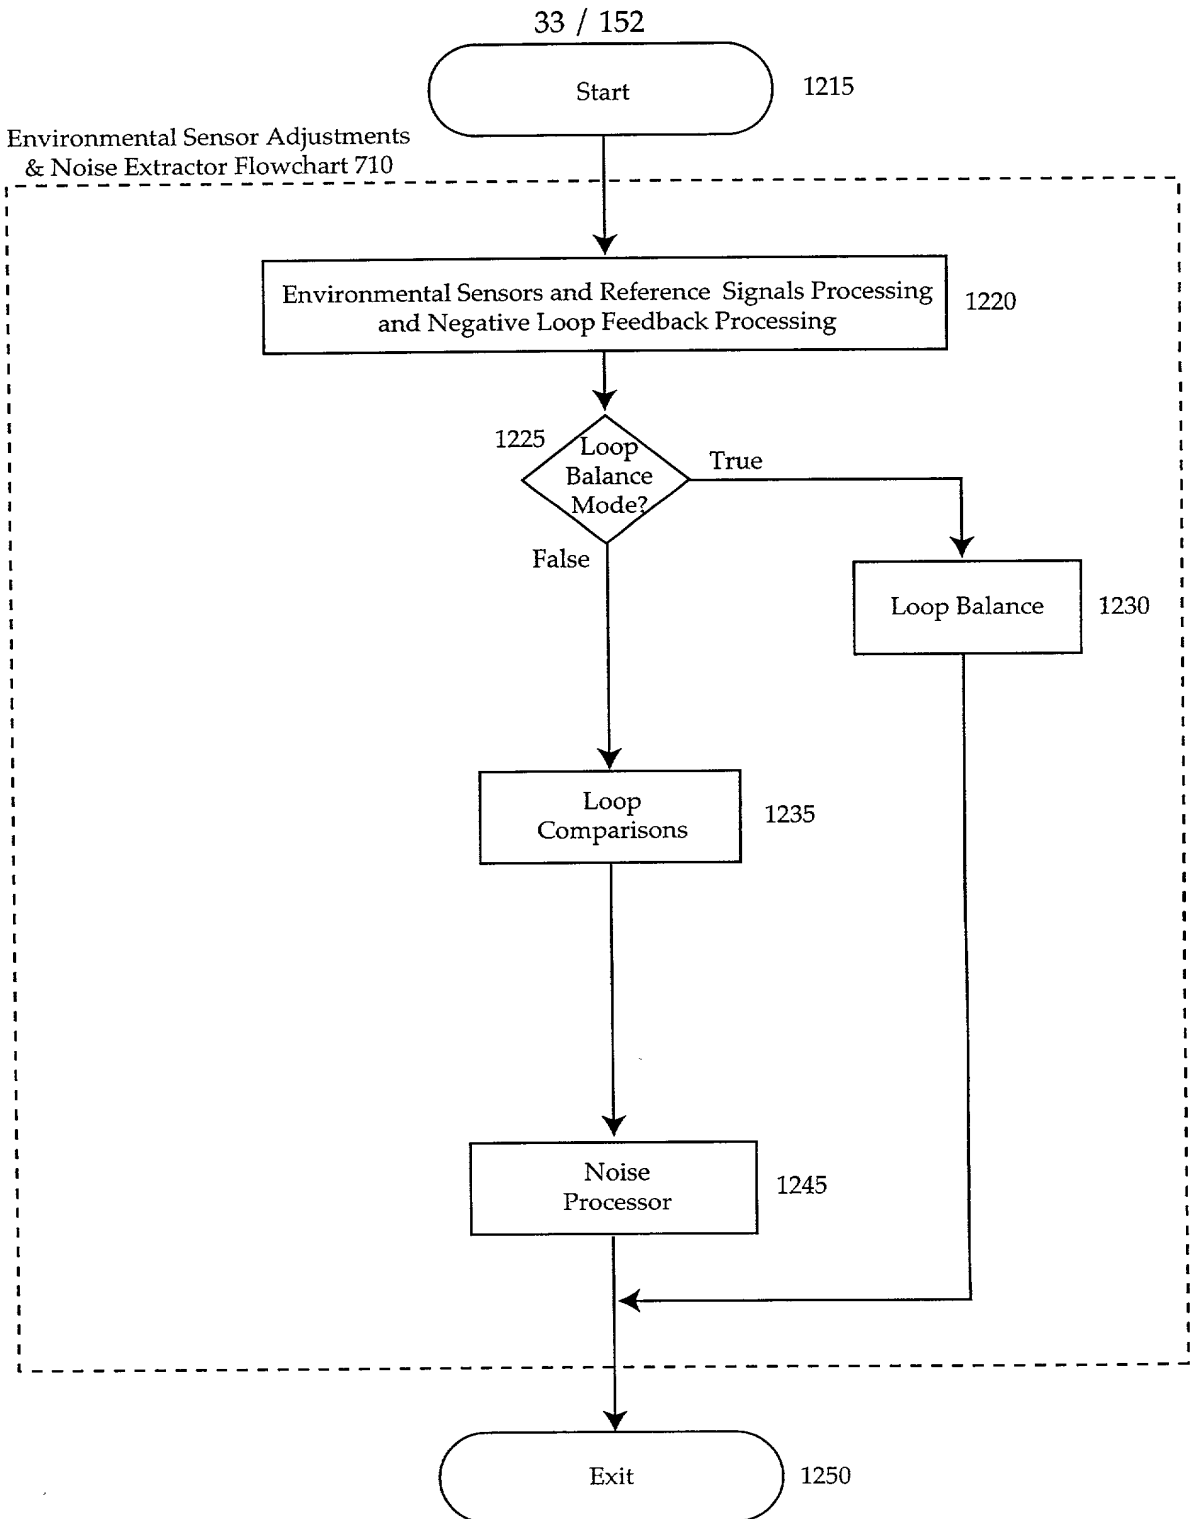 33 / 152
Start
1215
Environmental Sensor Adjustments
& Noise Extractor Flowchart 710
Environmental Sensors and Reference Signals Processing
and Negative Loop Feedback Processing
1220
1225
Loop
Balance
Mode?
True
False
Loop Balance
1230
Loop
Comparisons
1235
Noise
Processor
1245
Exit
1250